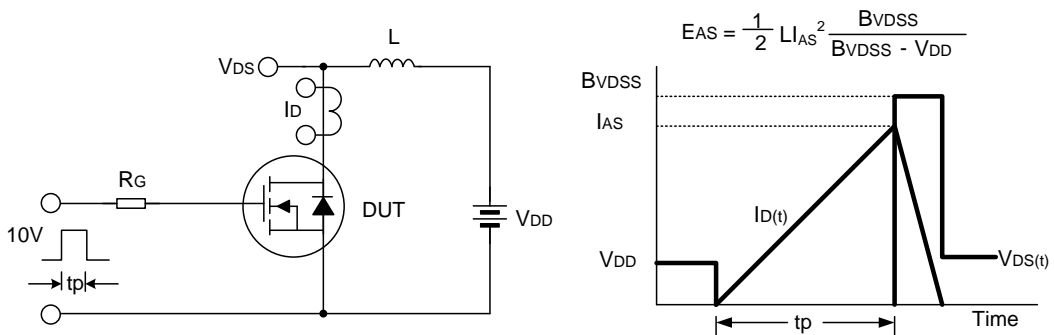 VDS
L
ID
RG
10V
tp
DUT
VDD
EAS = 1/2 LIAS² BVDSS/(BVDSS - VDD)
BVDSS
IAS
ID(t)
VDD
VDS(t)
tp
Time